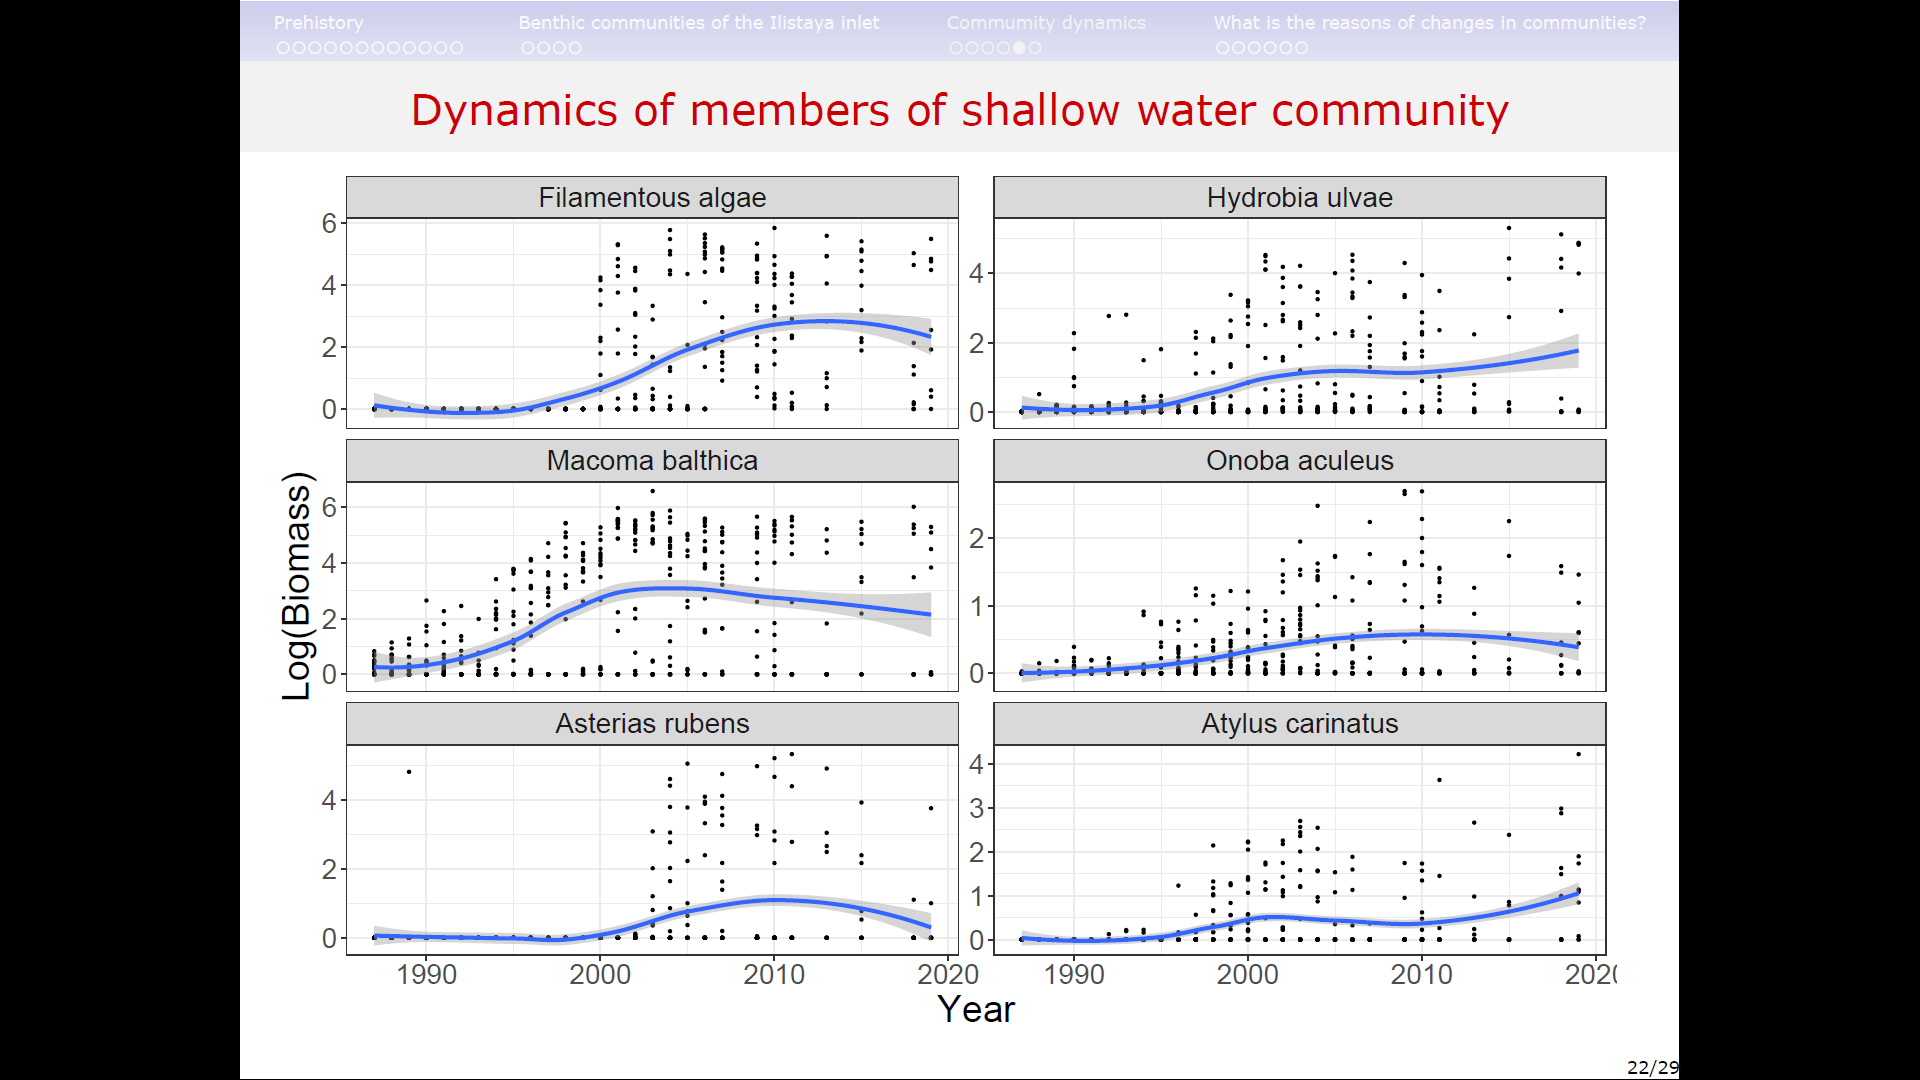 Prehistory
Benthic communities of the Ilistaya inlet
Commumity dynamics
What is the reasons of changes in communities?
Dynamics of members of shallow water community
Filamentous algae
Hydrobia ulvae
6
4
2
0
4
2
0
Macoma balthica
Onoba aculeus
6
4
2
0
2
1
0
Log(Biomass)
Asterias rubens
Atylus carinatus
4
2
0
4
3
2
1
0
1990 2000 2010 2020
1990 2000 2010 2020
Year
22/29